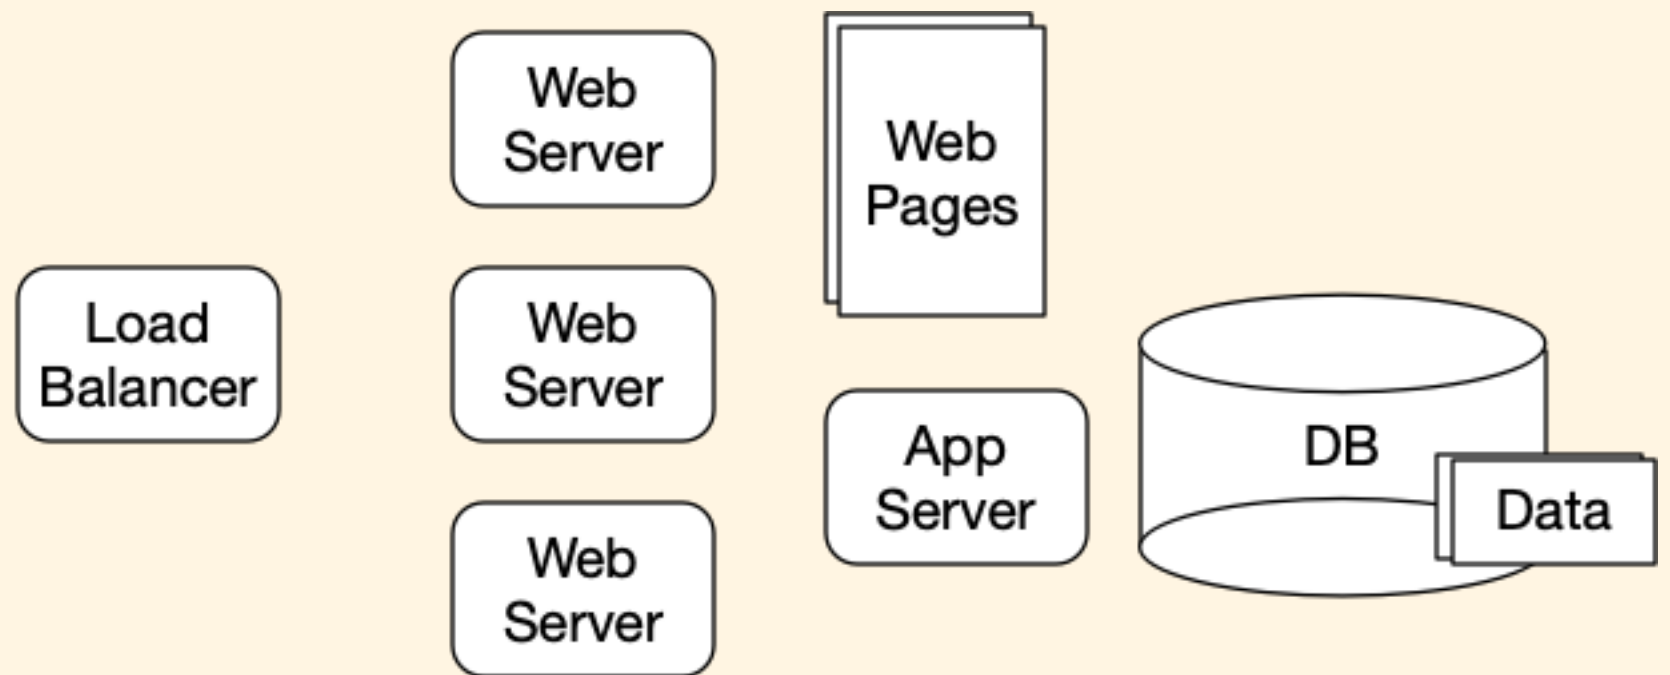 Load
Balancer
Web
Server
Web
Server
Web
Server
Web
Pages
App
Server
DB
Data